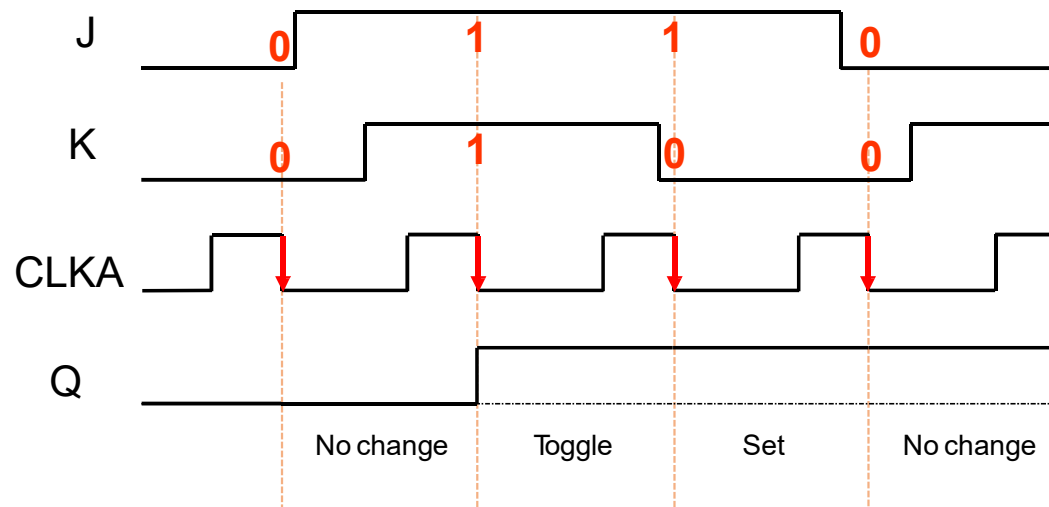 J
0 1 1 0
K
0 1 0 0
CLKA
Q
No change Toggle Set No change